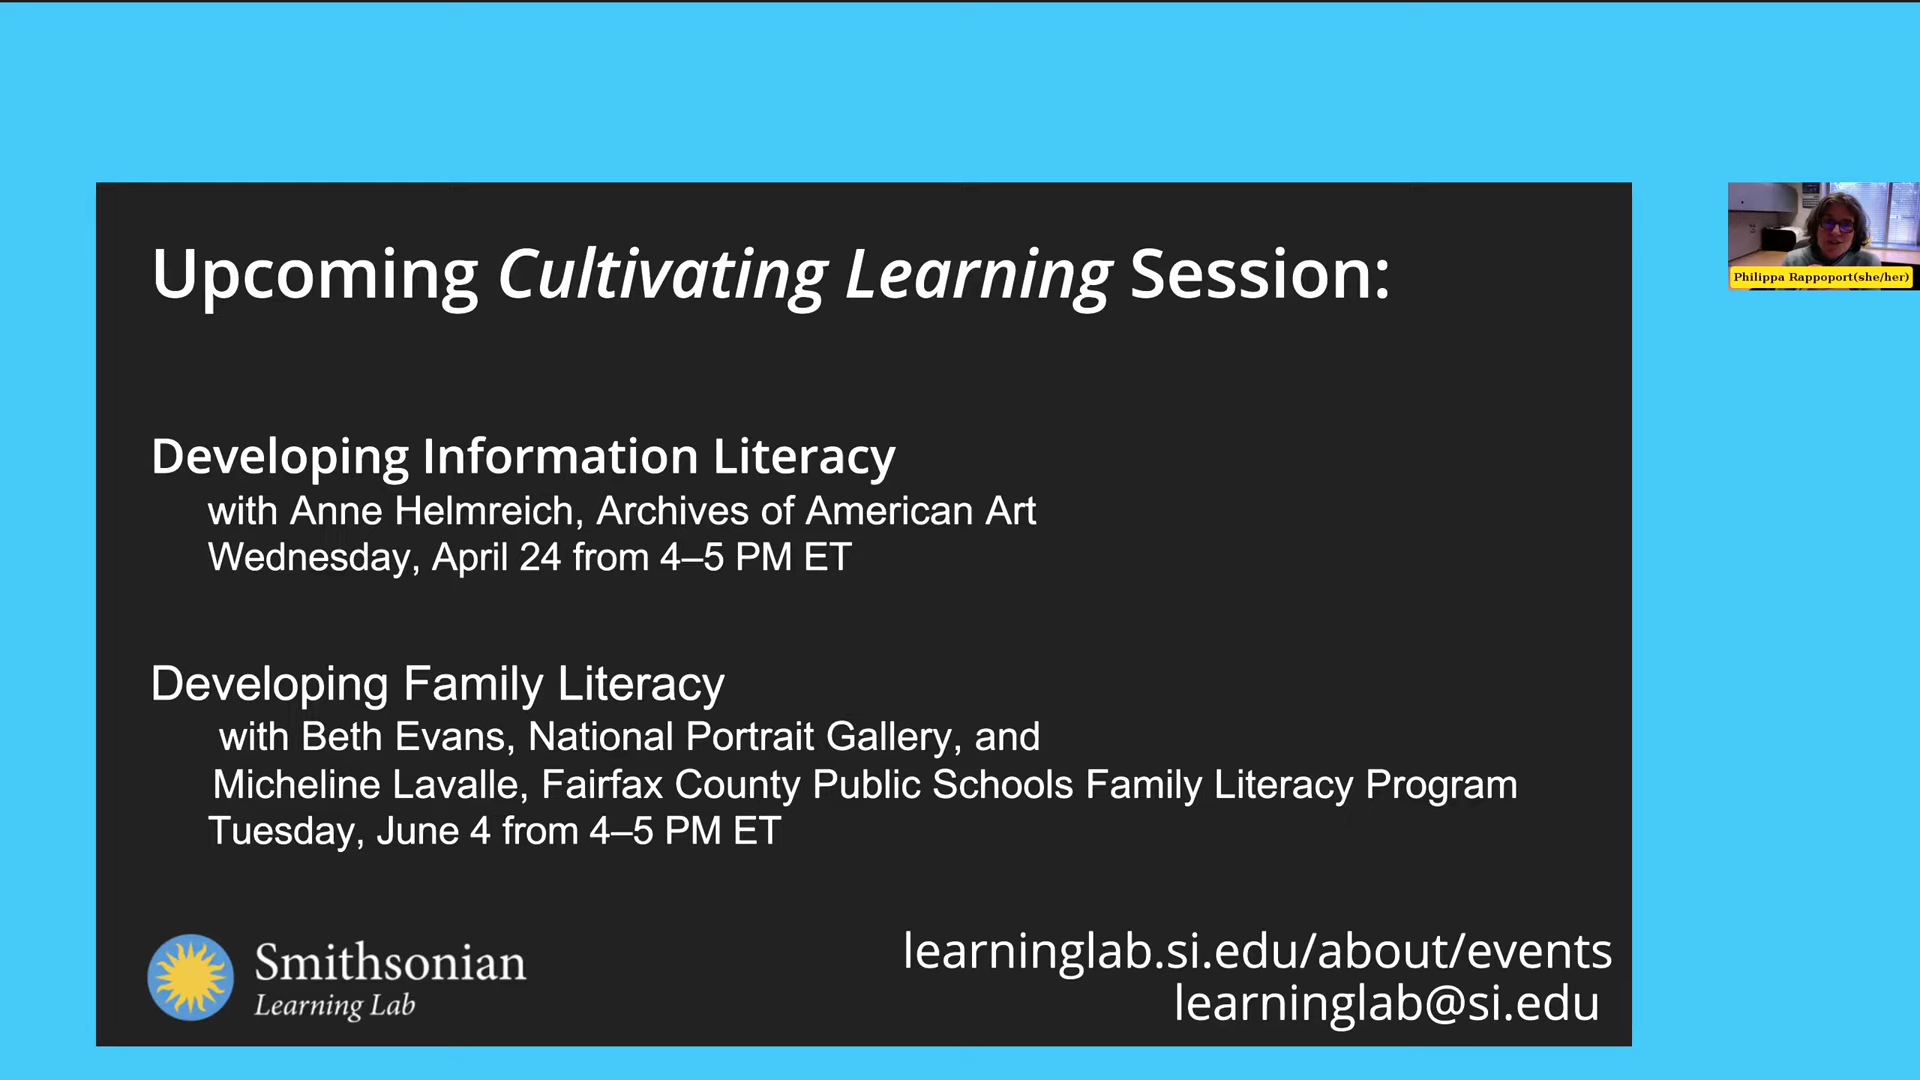 Upcoming Cultivating Learning Session:
Philippa Rappoport(she/her)
Developing Information Literacy
with Anne Helmreich, Archives of American Art
Wednesday, April 24 from 4–5 PM ET
Developing Family Literacy
with Beth Evans, National Portrait Gallery, and
Micheline Lavalle, Fairfax County Public Schools Family Literacy Program
Tuesday, June 4 from 4–5 PM ET
Smithsonian
Learning Lab
learninglab.si.edu/about/events
learninglab@si.edu